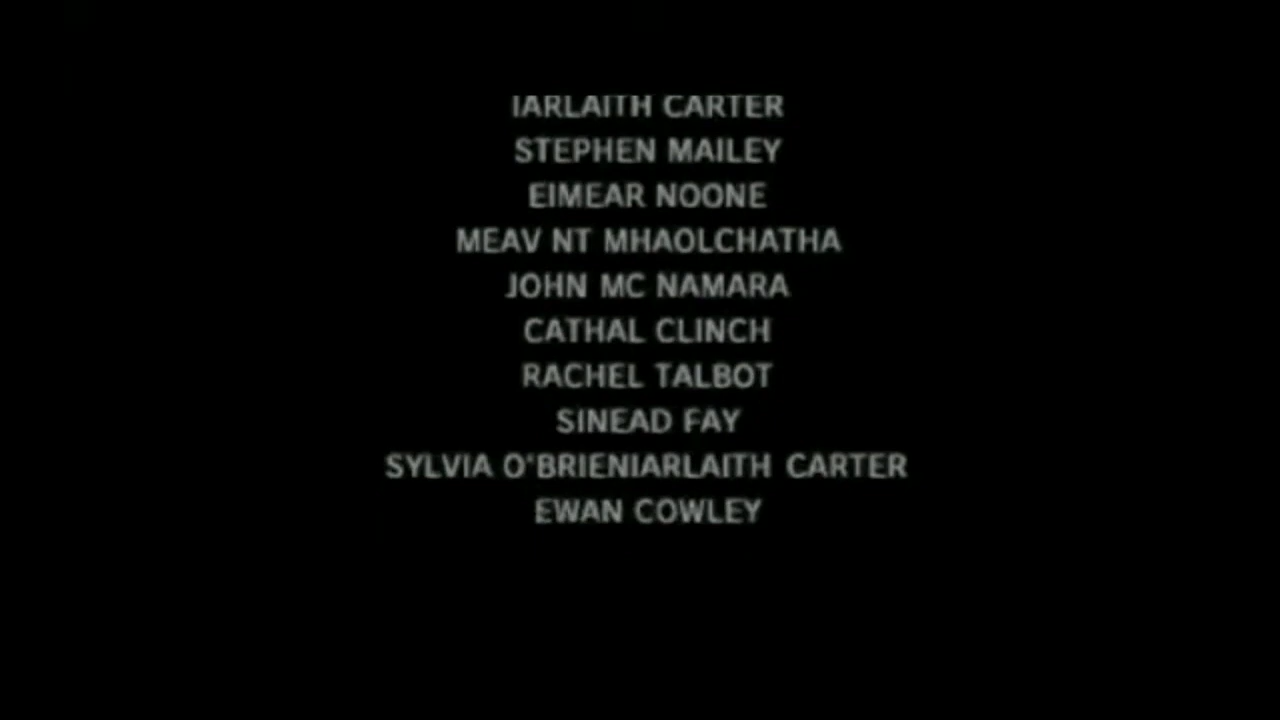 IARLAITH CARTER
STEPHEN MAILEY
EIMEAR NOONE
MEAV NT MHAOLCHATHA
JOHN MC NAMARA
CATHAL CLINCH
RACHEL TALBOT
SINEAD FAY
SYLVIA O'BRIENIARLAITH CARTER
EWAN COWLEY